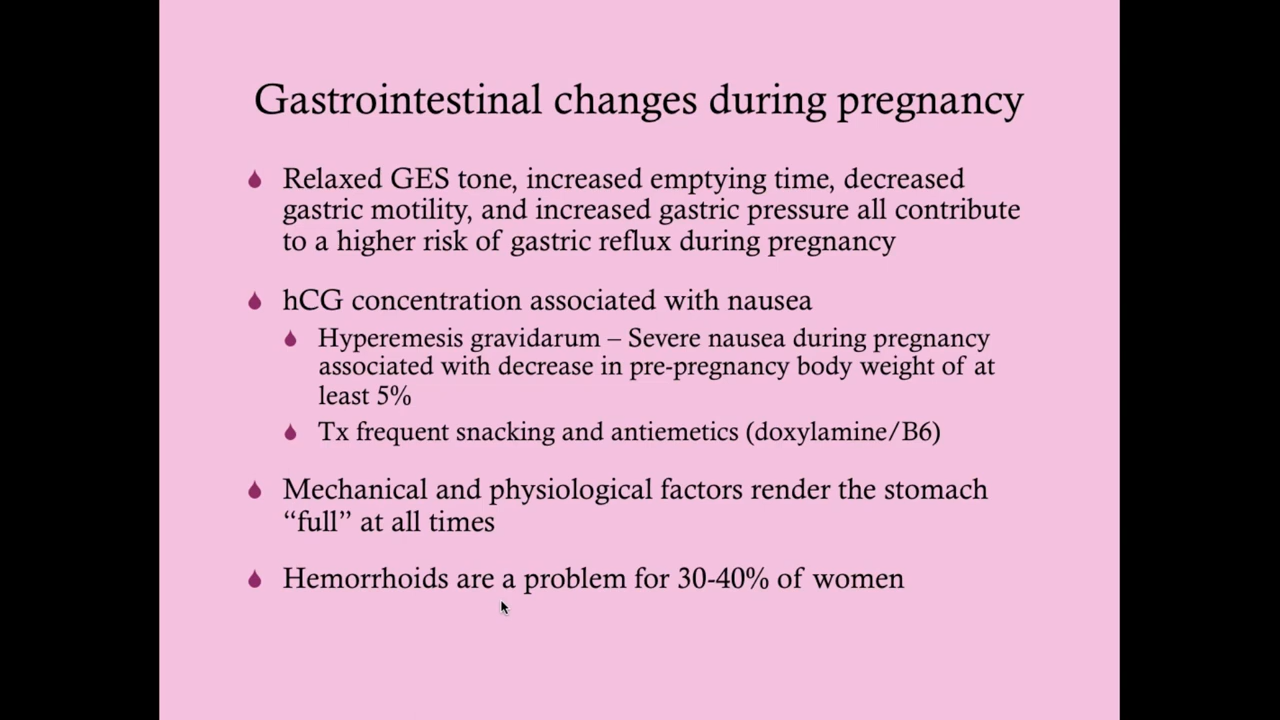 Gastrointestinal changes during pregnancy
Relaxed GES tone, increased emptying time, decreased
gastric motility, and increased gastric pressure all contribute
to a higher risk of gastric reflux during pregnancy
hCG concentration associated with nausea
Hyperemesis gravidarum – Severe nausea during pregnancy
associated with decrease in pre-pregnancy body weight of at
least 5%
Tx frequent snacking and antiemetics (doxylamine/B6)
Mechanical and physiological factors render the stomach
“full” at all times
Hemorrhoids are a problem for 30-40% of women